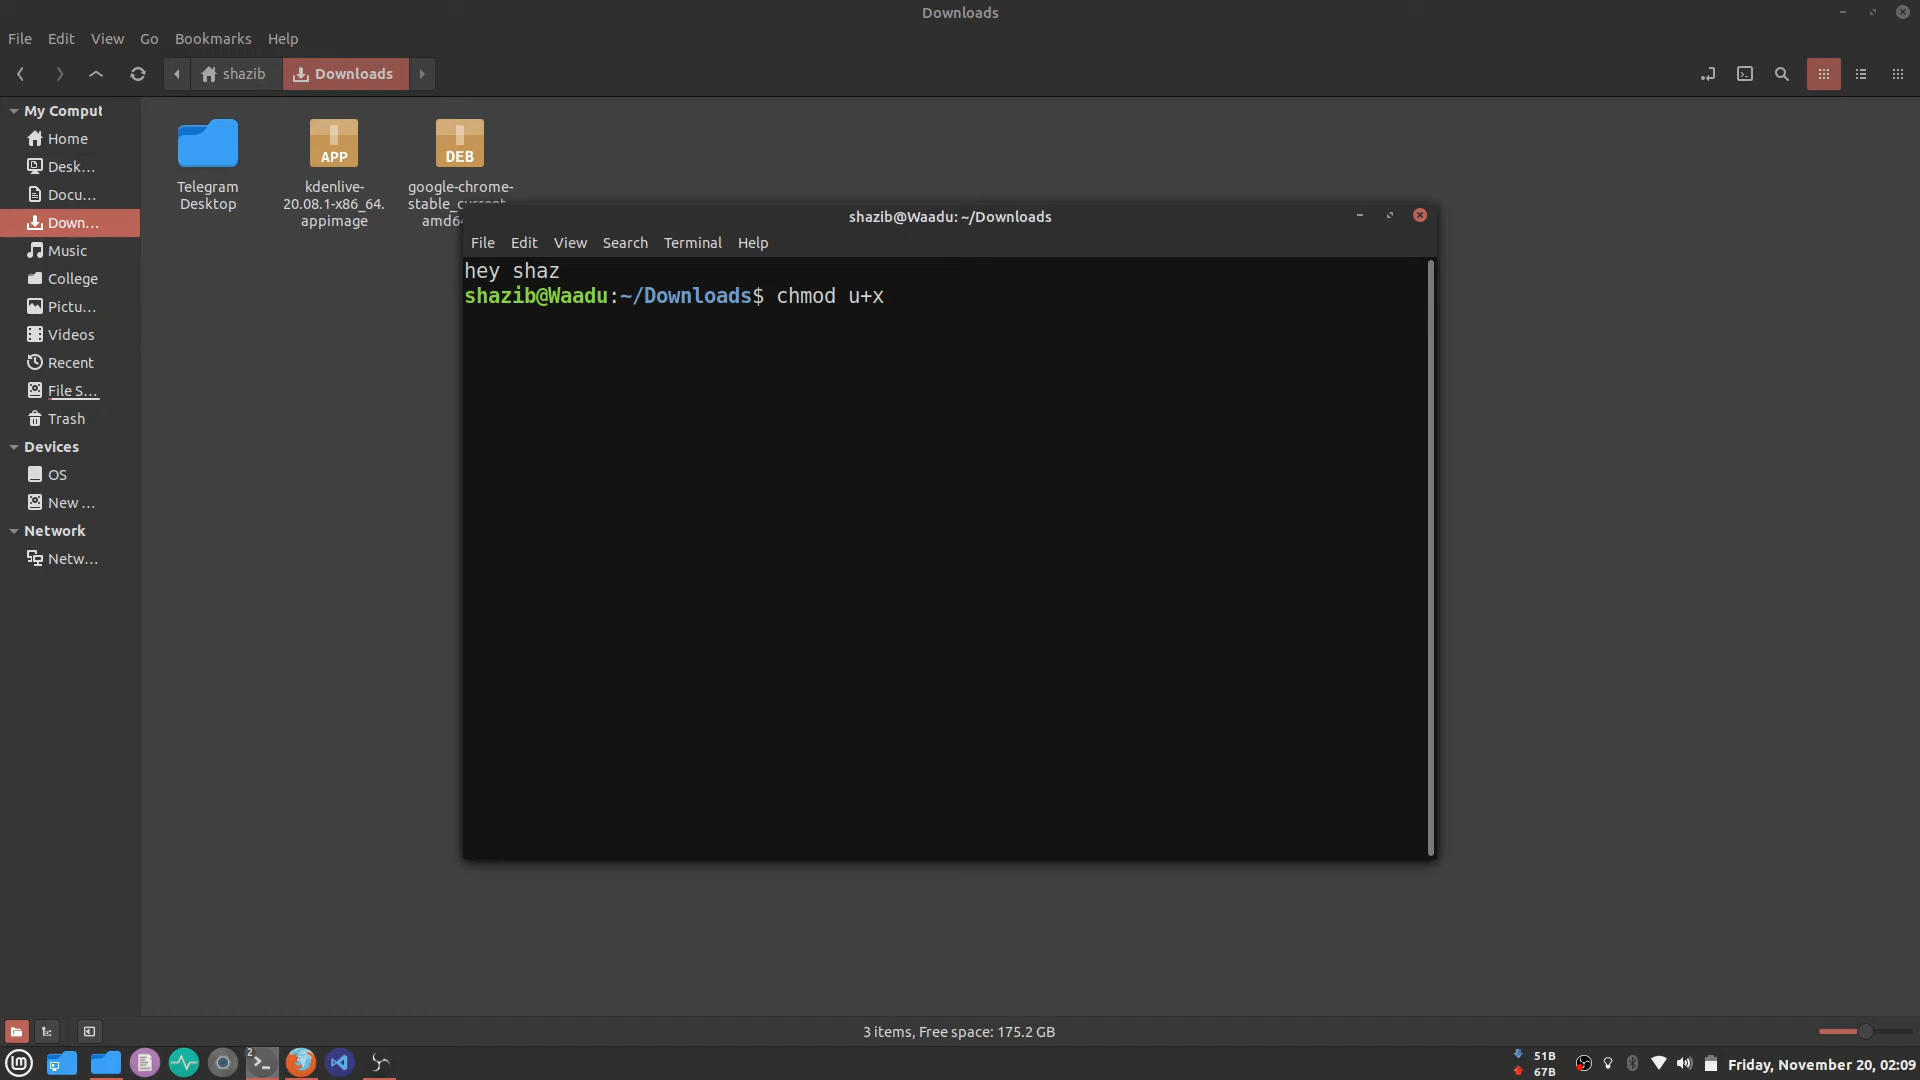 Downloads
File Edit View Go Bookmarks Help
shazib Downloads
My Comput
Home
Desk...
Docu...
Down...
Music
College
Pictu...
Videos
Recent
File S...
Trash
Devices
OS
New ...
Network
Netw...
APP
DEB
Telegram
Desktop
kdenlive-
20.08.1-x86_64.
appimage
google-chrome-
stable_current_
amd64
shazib@Waadu: ~/Downloads
File Edit View Search Terminal Help
hey shaz
shazib@Waadu:~/Downloads$ chmod u+x
3 items, Free space: 175.2 GB
2
51B
67B
Friday, November 20, 02:09